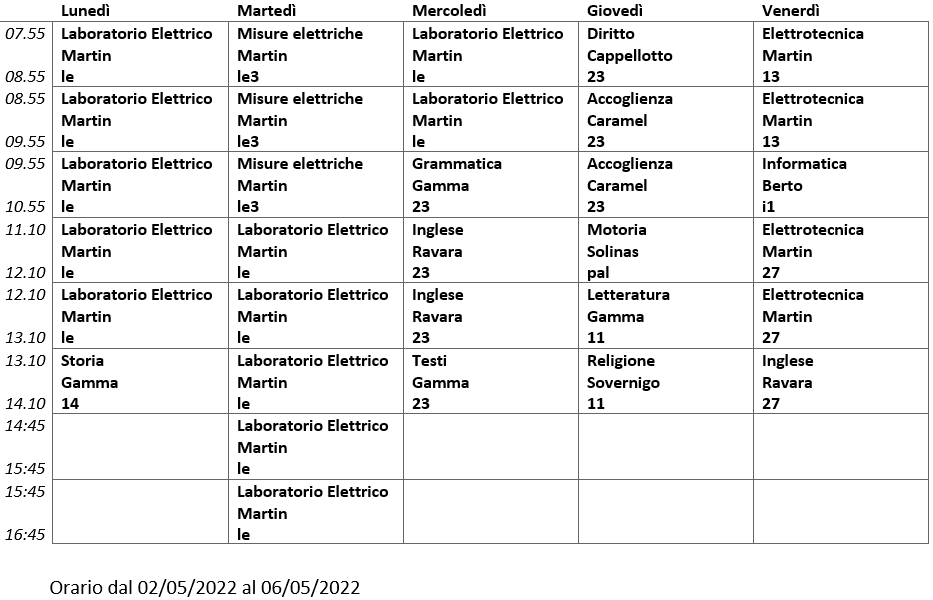 Lunedì Martedì Mercoledì Giovedì Venerdì
07.55 Laboratorio Elettrico Misure elettriche Laboratorio Elettrico Diritto Elettrotecnica
Martin Martin Martin Cappellotto Martin
08.55 le le3 le 23 13
08.55 Laboratorio Elettrico Misure elettriche Laboratorio Elettrico Accoglienza Elettrotecnica
Martin Martin Martin Caramel Martin
09.55 le le3 le 23 13
09.55 Laboratorio Elettrico Misure elettriche Grammatica Accoglienza Informatica
Martin Martin Gamma Caramel Berto
10.55 le le3 23 23 i1
11.10 Laboratorio Elettrico Laboratorio Elettrico Inglese Motoria Elettrotecnica
Martin Martin Ravara Solinas Martin
12.10 le le 23 pal 27
12.10 Laboratorio Elettrico Laboratorio Elettrico Inglese Letteratura Elettrotecnica
Martin Martin Ravara Gamma Martin
13.10 le le 23 11 27
13.10 Storia Laboratorio Elettrico Testi Religione Inglese
Gamma Martin Gamma Sovernigo Ravara
14.10 14 le 23 11 27
14:45 Laboratorio Elettrico
Martin
15:45 le
15:45 Laboratorio Elettrico
Martin
16:45 le
Orario dal 02/05/2022 al 06/05/2022